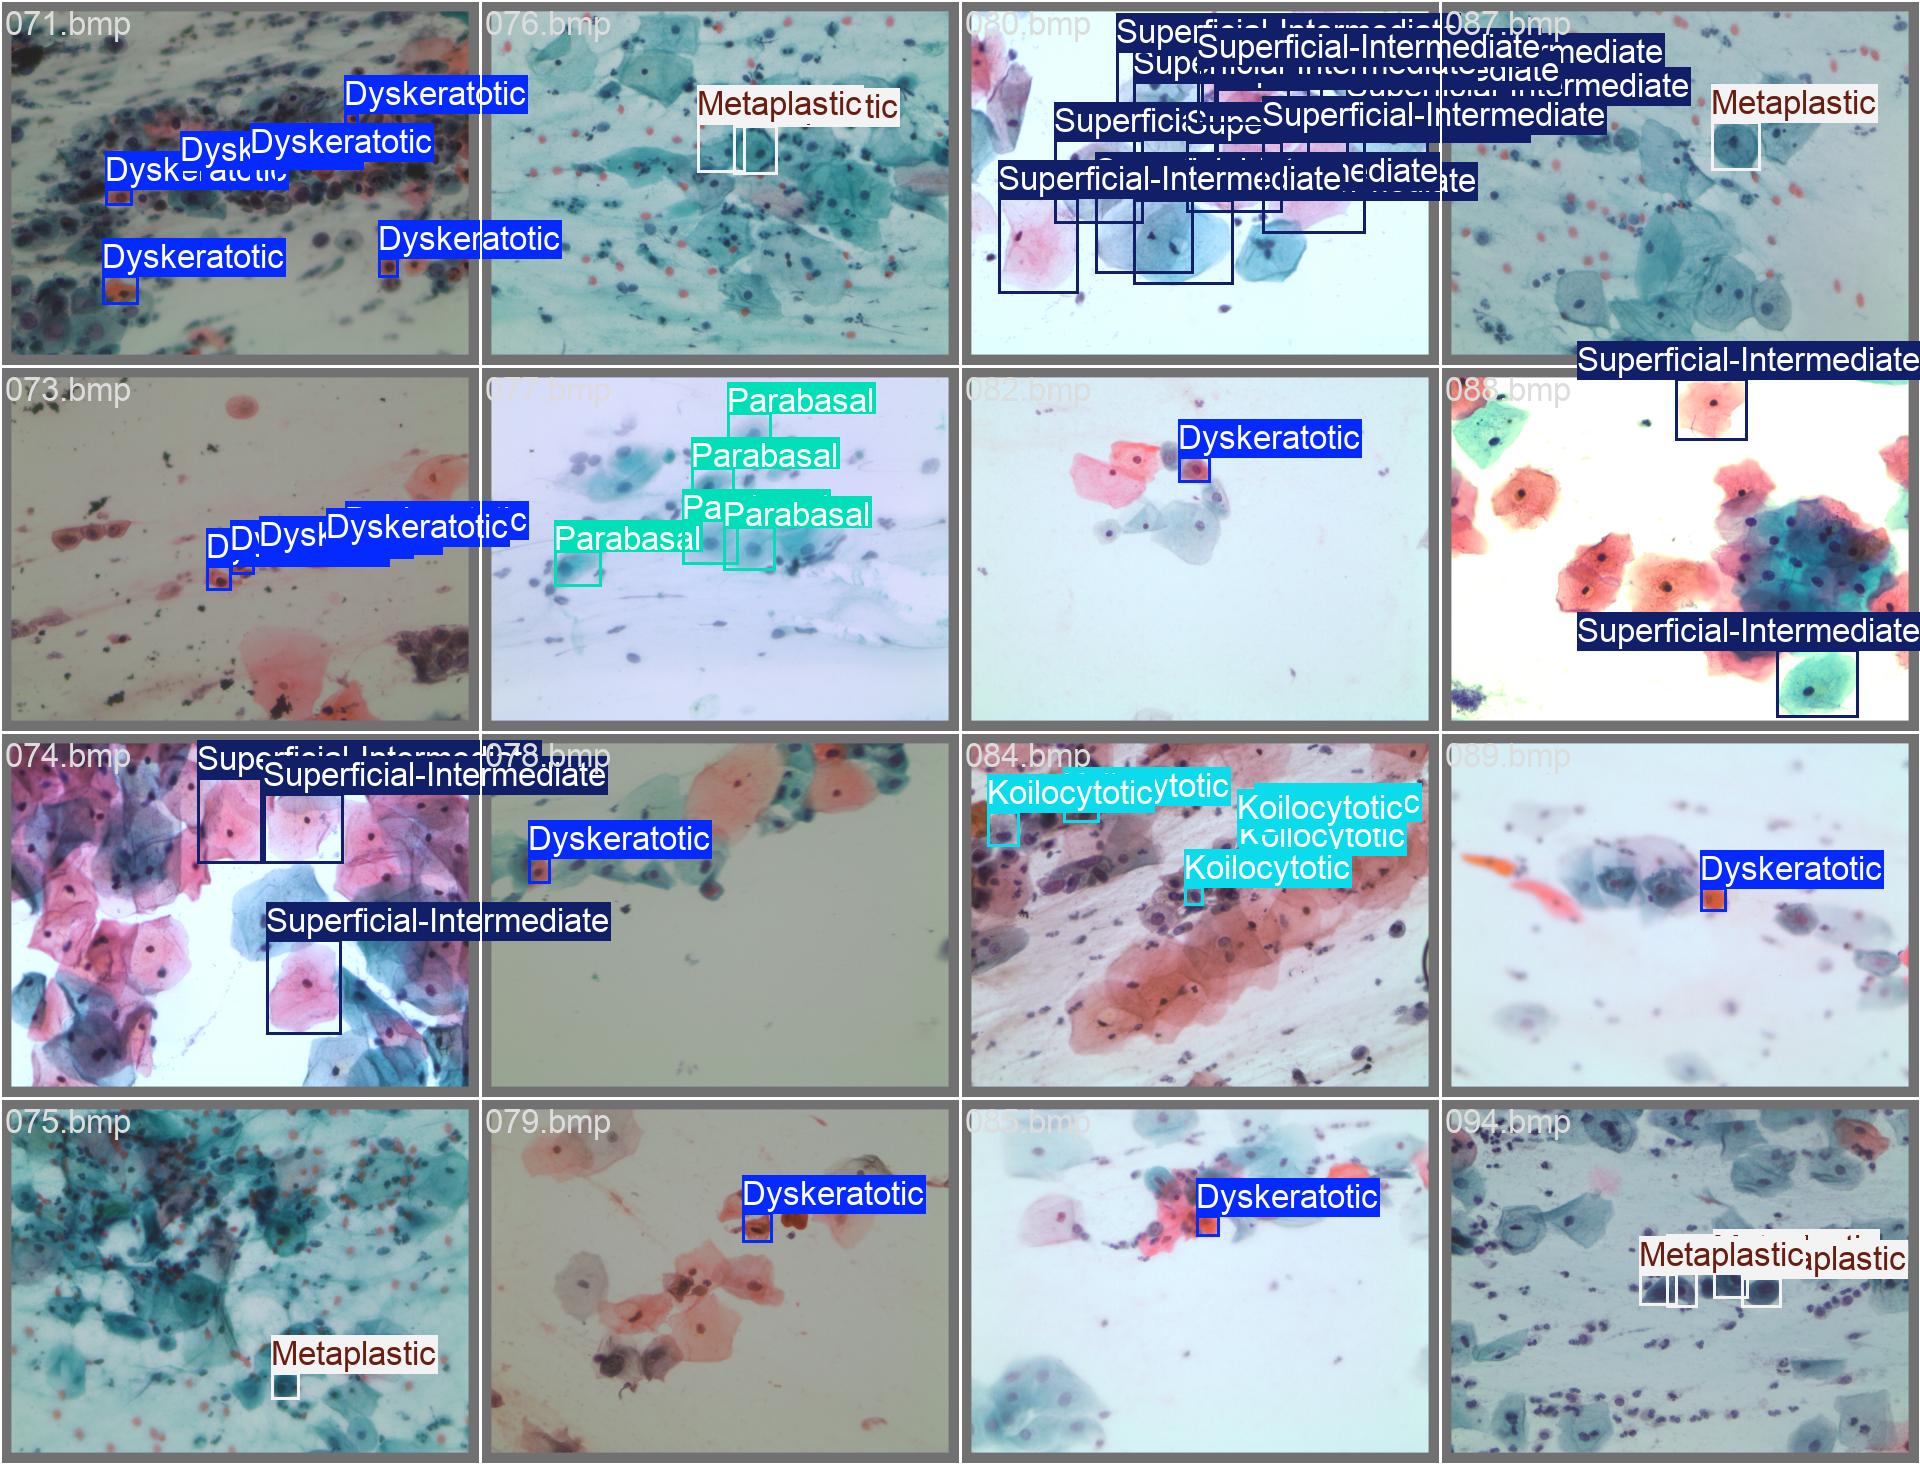 071.bmp
Dyskeratotic
Dyskeratotic
Dyskeratotic
Dyskeratotic
076.bmp
Metaplastic
080.bmp
Superficial-Intermediate
Superficial-Intermediate
Superficial-Intermediate
087.bmp
Metaplastic
073.bmp
Dyskeratotic
077.bmp
Parabasal
Parabasal
Parabasal
Parabasal
082.bmp
Dyskeratotic
088.bmp
Superficial-Intermediate
Superficial-Intermediate
074.bmp
Superficial-Intermediate
Superficial-Intermediate
078.bmp
Dyskeratotic
084.bmp
Koilocytotic
Koilocytotic
Koilocytotic
Koilocytotic
089.bmp
Dyskeratotic
075.bmp
Metaplastic
079.bmp
Dyskeratotic
085.bmp
Dyskeratotic
094.bmp
Metaplastic